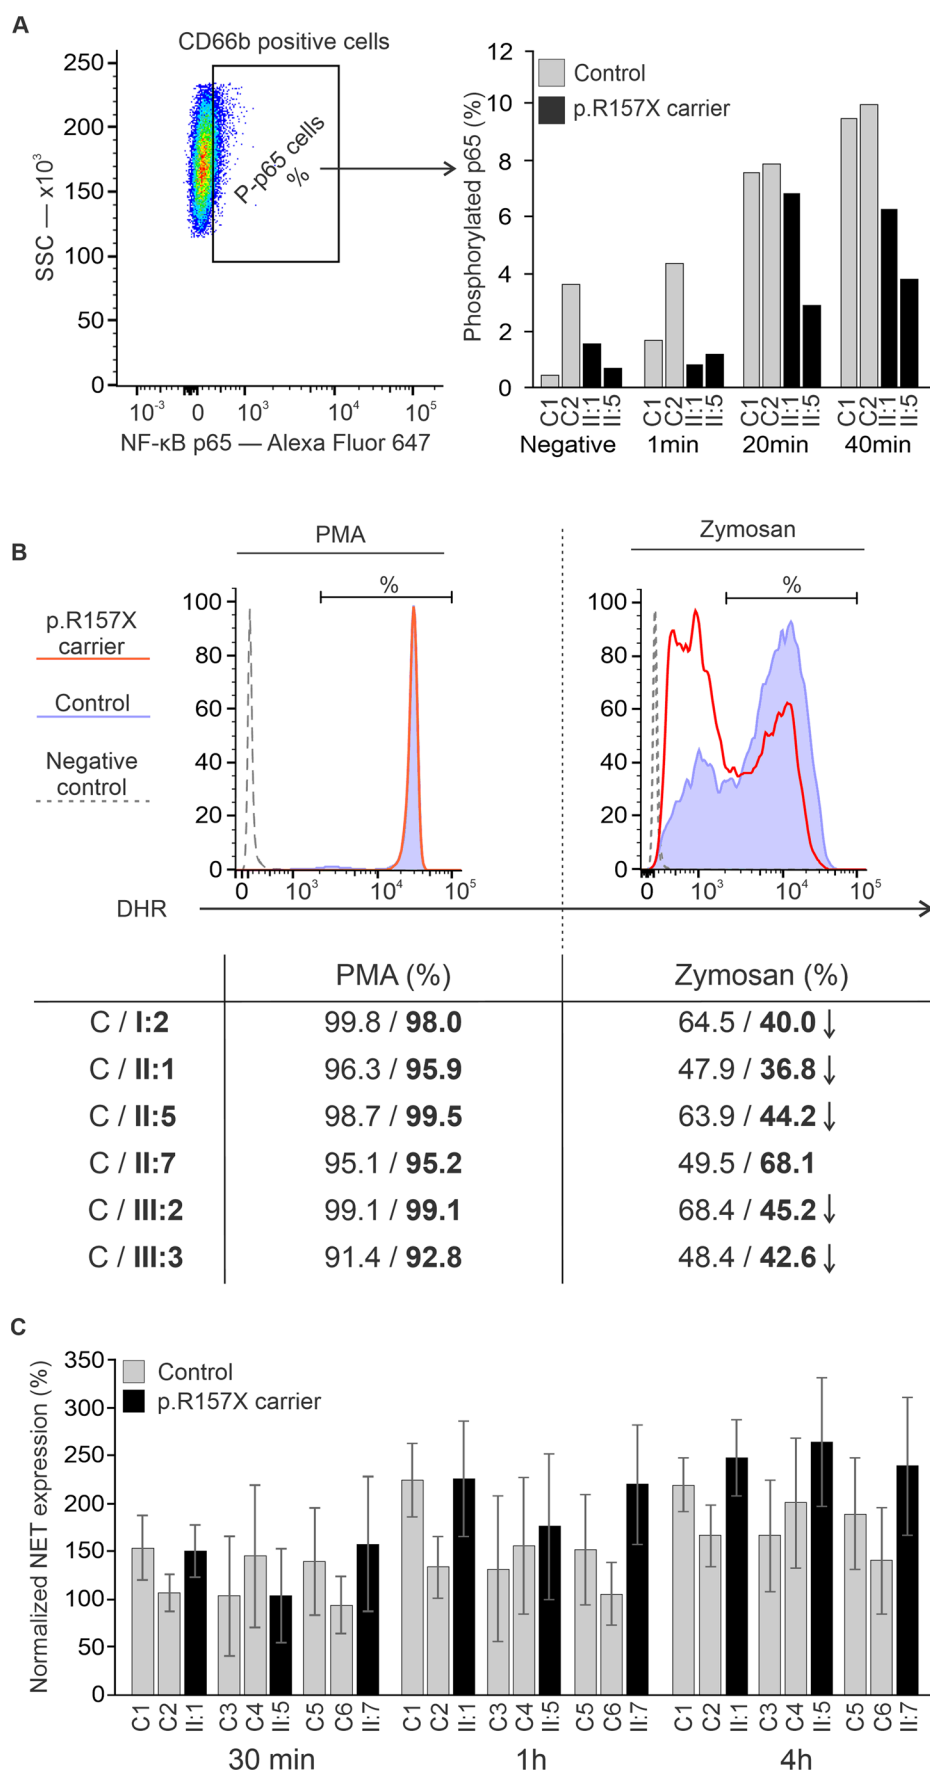 A
CD66b positive cells
250
200
150
100
50
0
SSC — x10³
P-p65 cells
%
10⁻³ 0 10³ 10⁴ 10⁵
NF-κB p65 — Alexa Fluor 647
Phosphorylated p65 (%)
12
10
8
6
4
2
0
Control
p.R157X carrier
C1 C2 II:1 II:5 C1 C2 II:1 II:5 C1 C2 II:1 II:5 C1 C2 II:1 II:5
Negative 1min 20min 40min
B
PMA
Zymosan
%
%
p.R157X
carrier
Control
Negative
control
100
80
60
40
20
0
0 10³ 10⁴ 10⁵
100
80
60
40
20
0
0 10³ 10⁴ 10⁵
DHR
PMA (%) Zymosan (%)
C / I:2 99.8 / 98.0 64.5 / 40.0↓
C / II:1 96.3 / 95.9 47.9 / 36.8↓
C / II:5 98.7 / 99.5 63.9 / 44.2↓
C / II:7 95.1 / 95.2 49.5 / 68.1
C / III:2 99.1 / 99.1 68.4 / 45.2↓
C / III:3 91.4 / 92.8 48.4 / 42.6↓
C
Normalized NET expression (%)
350
300
250
200
150
100
50
0
Control
p.R157X carrier
C1 C2 II:1 C3 C4 II:5 C5 C6 II:7 C1 C2 II:1 C3 C4 II:5 C5 C6 II:7 C1 C2 II:1 C3 C4 II:5 C5 C6 II:7
30 min 1h 4h